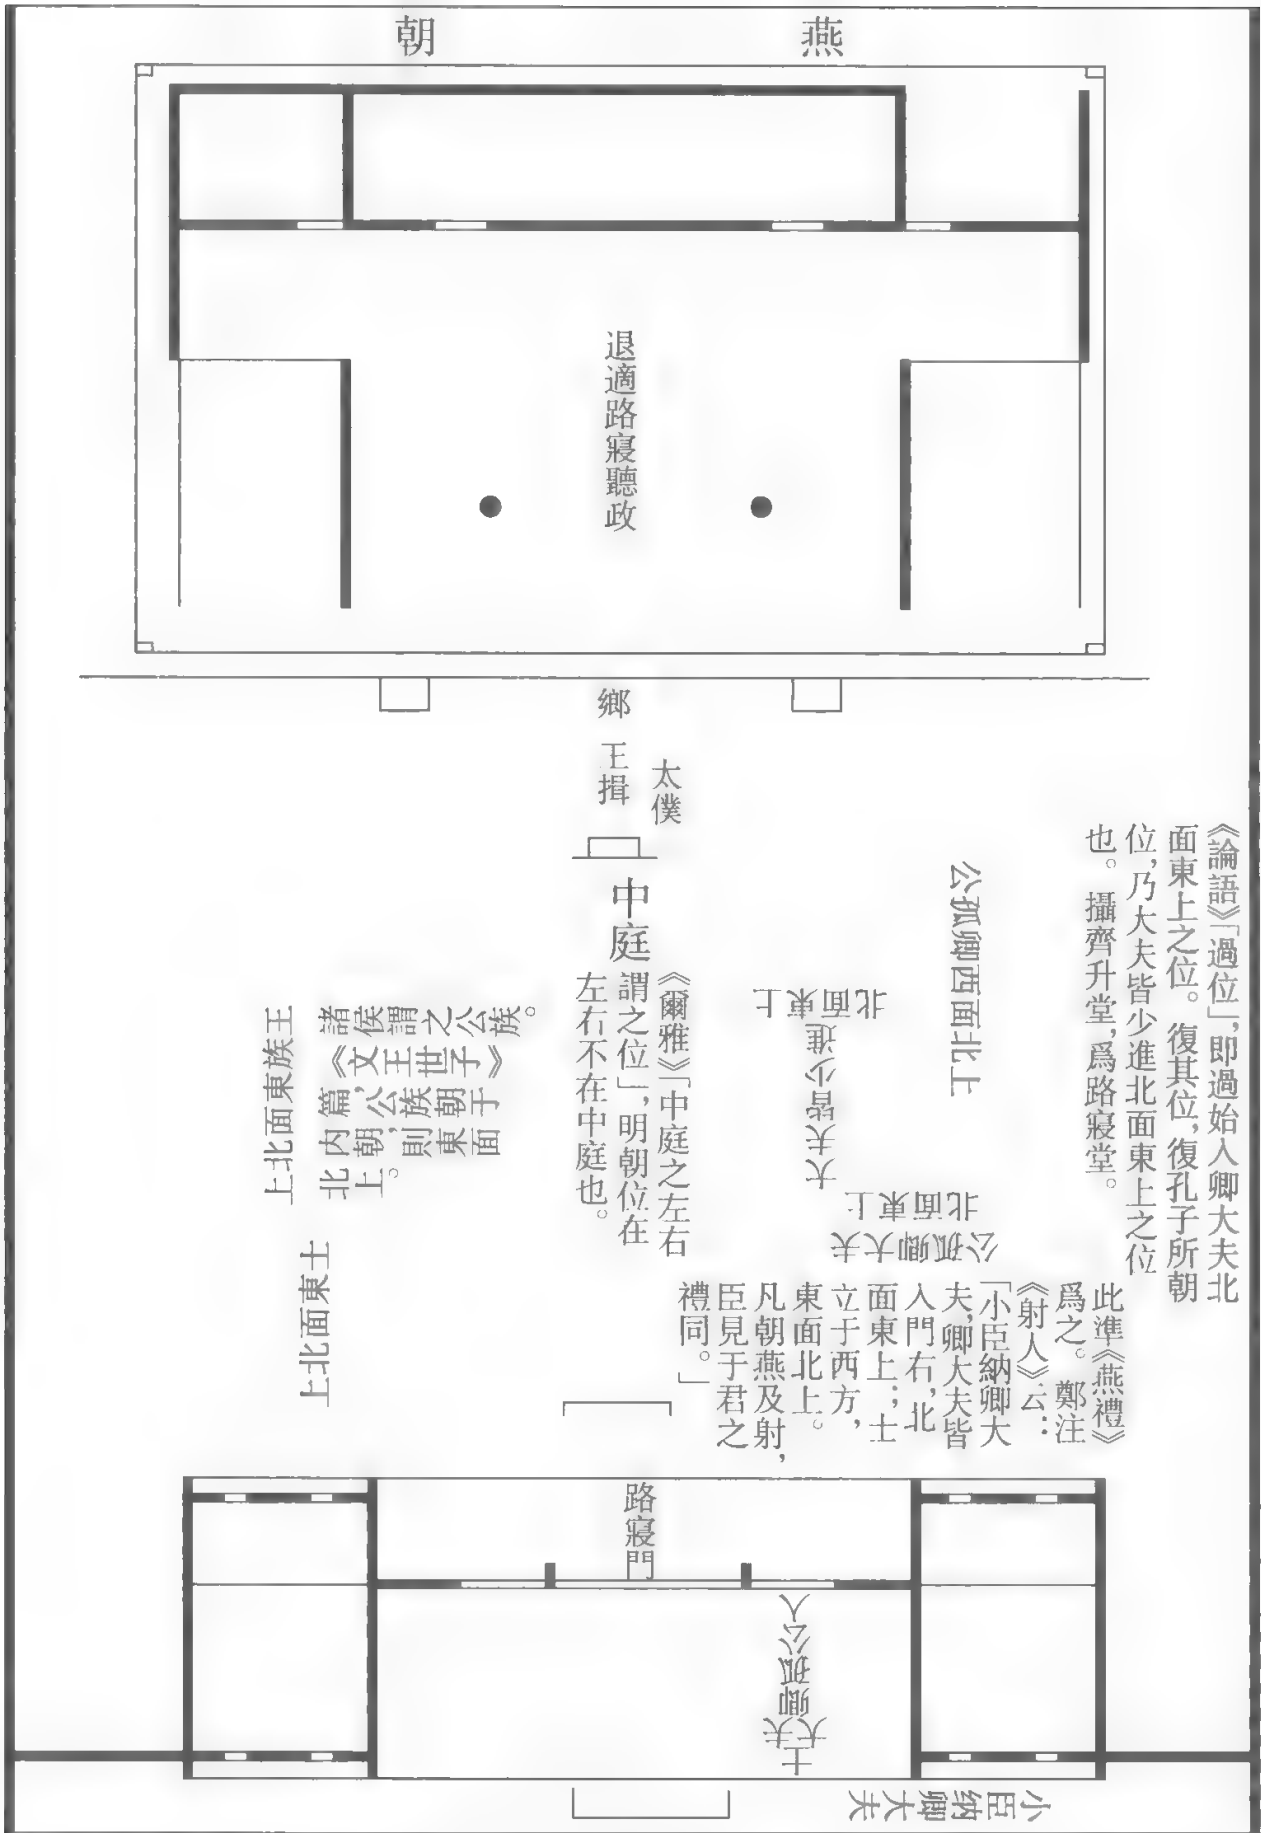 燕朝
退適路寢聽政
鄉
王揖
太僕
《論語》「過位」,即過始入卿大夫北
面東上之位。復其位,復孔子所朝
位,乃大夫皆少進北面東上之位
也。攝齊升堂,爲路寢堂。
公孤卿西面北上
中庭
《爾雅》「中庭之左右
謂之位」,明朝位在
左右不在中庭也。
大夫皆少進
北面東上
王族東面北上
諸侯謂之公族。
《文王世子》
篇,公族朝于
内朝,則東面
北上。
公孤卿大夫
北面東上
士東面北上
此準《燕禮》
爲之。鄭注
《射人》云:
「小臣納卿大
夫,卿大夫皆
入門右,北
面東上;士
立于西方,
東面北上。
凡朝燕及射,
臣見于君之
禮同。」
路寢門
士大夫卿孤公入
小臣納卿大夫